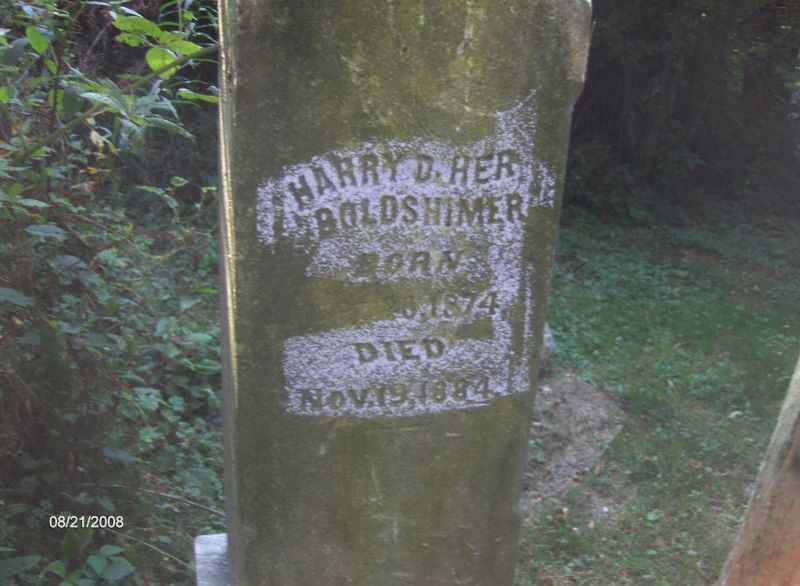 HARRY D. HER
BOLDSHIMER
BORN
1874,
DIED
NOV. 19, 1884.
08/21/2008